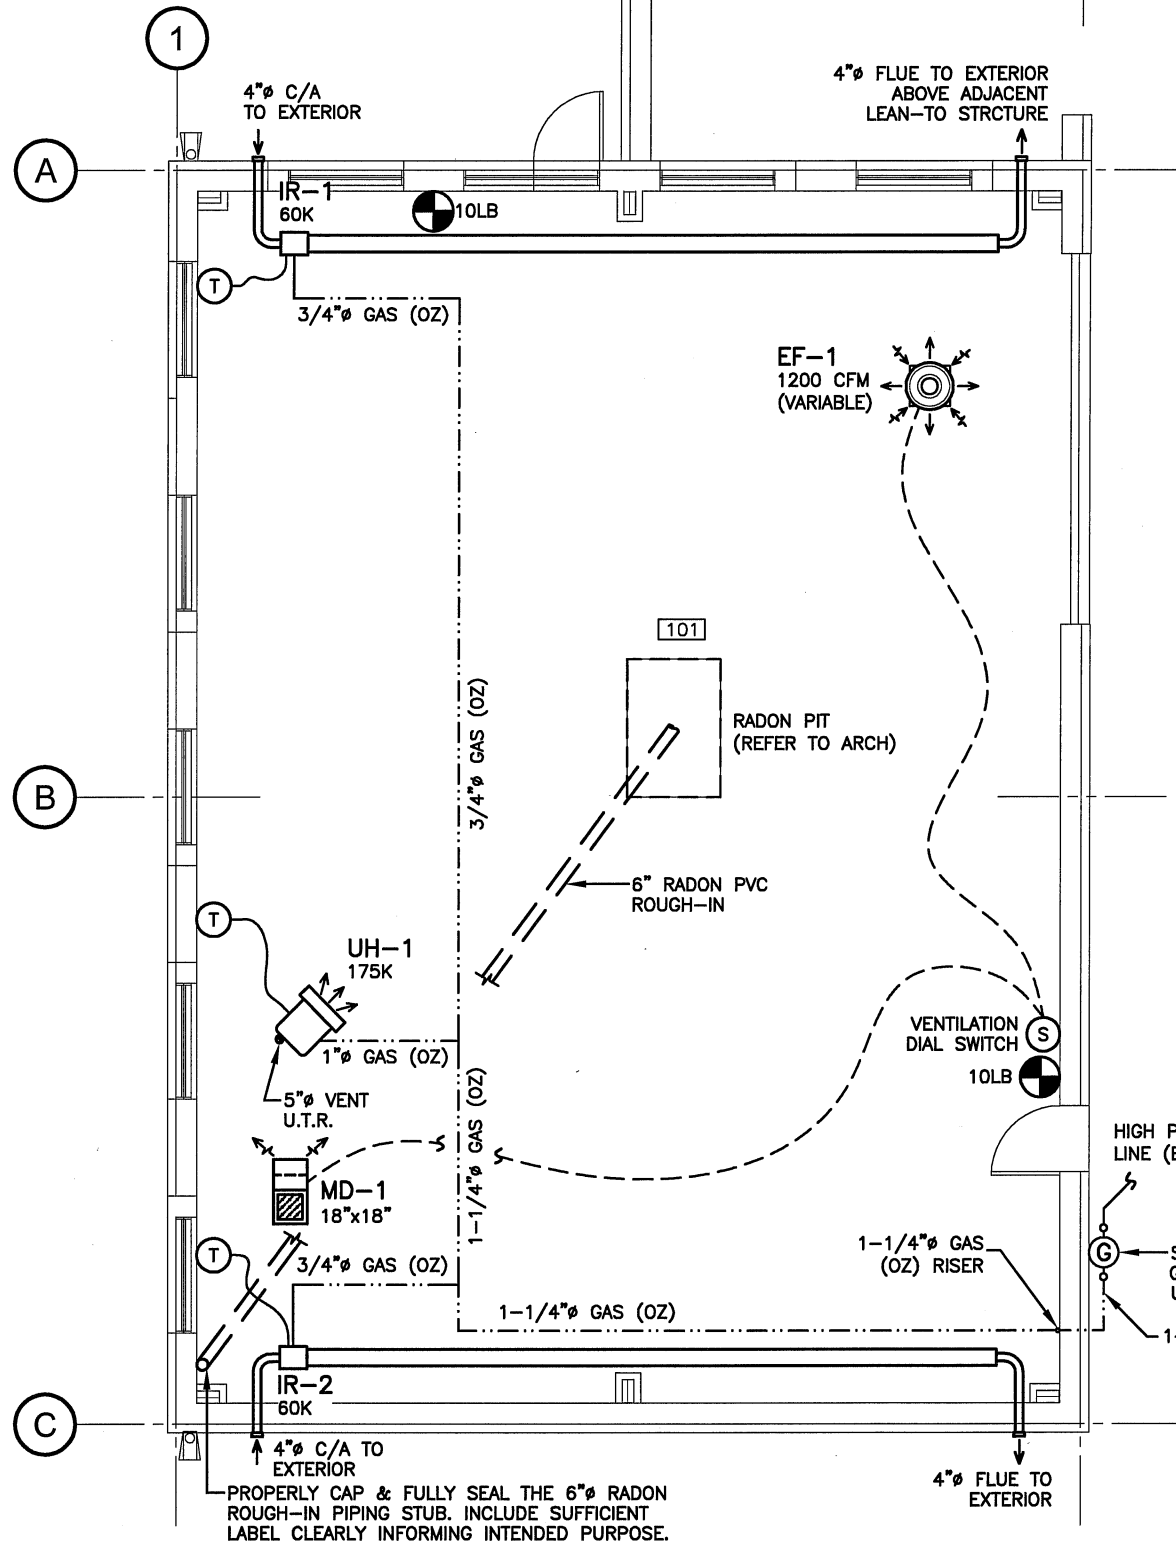 1
4"ø C/A
TO EXTERIOR
4"ø FLUE TO EXTERIOR
ABOVE ADJACENT
LEAN-TO STRCTURE
A
IR-1
60K
10LB
T
3/4"ø GAS (OZ)
EF-1
1200 CFM
(VARIABLE)
101
3/4"ø GAS (OZ)
RADON PIT
(REFER TO ARCH)
B
6" RADON PVC
ROUGH-IN
T
UH-1
175K
VENTILATION
DIAL SWITCH
S
1"ø GAS (OZ)
10LB
5"ø VENT
U.T.R.
1-1/4"ø GAS (OZ)
HIGH P
LINE (E
MD-1
18"x18"
T
3/4"ø GAS (OZ)
1-1/4"ø GAS
(OZ) RISER
G
S
G
U
1-1/4"ø GAS (OZ)
1-
IR-2
60K
C
4"ø C/A TO
EXTERIOR
4"ø FLUE TO
EXTERIOR
PROPERLY CAP & FULLY SEAL THE 6"ø RADON
ROUGH-IN PIPING STUB. INCLUDE SUFFICIENT
LABEL CLEARLY INFORMING INTENDED PURPOSE.